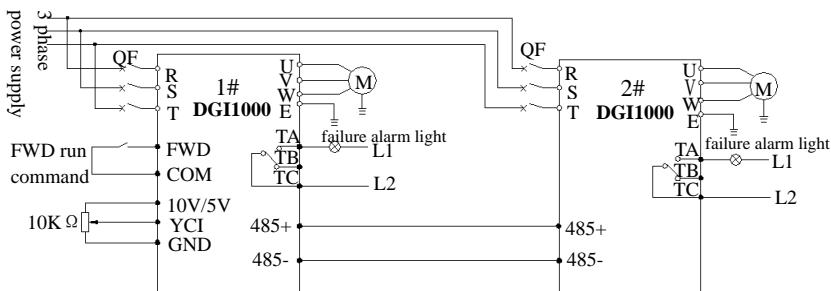 3 phase
power supply
QF
R
S
T
1#
DGI1000
U
V
W
E
M
TA
TB
TC
failure alarm light
L1
L2
FWD run
command
FWD
COM
10K Ω
10V/5V
YCI
GND
485+
485-
QF
R
S
T
2#
DGI1000
U
V
W
E
M
TA
TB
TC
failure alarm light
L1
L2
485+
485-